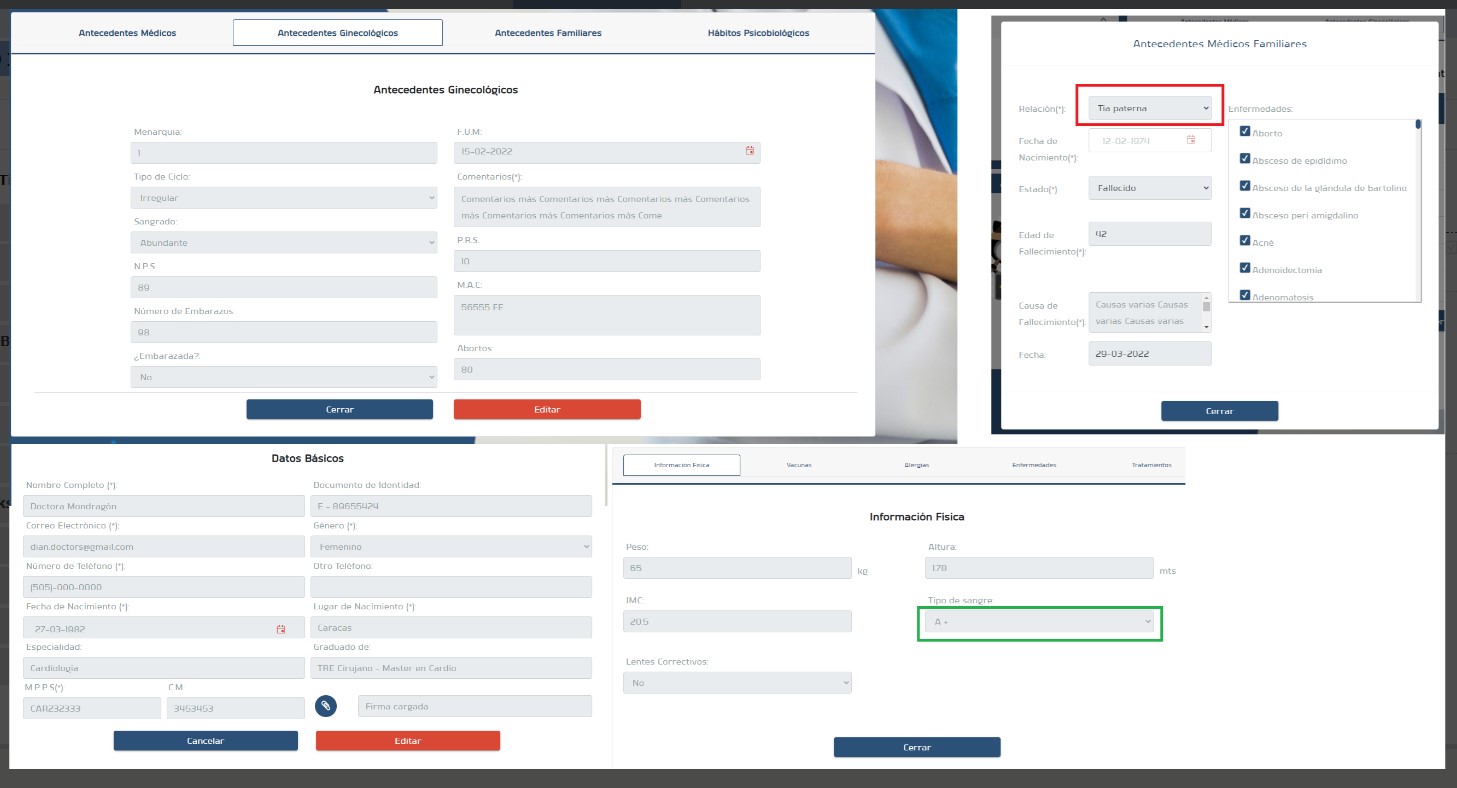 Antecedentes Médicos
Antecedentes Ginecológicos
Antecedentes Familiares
Hábitos Psicobiológicos
Antecedentes Ginecológicos
Menarquia:
1
Tipo de Ciclo:
Irregular
Sangrado:
Abundante
N.P.S
89
Número de Embarazos
98
¿Embarazada?:
No
F.U.M:
15-02-2022
Comentarios(*):
Comentarios más Comentarios más Comentarios más Comentarios
más Comentarios más Comentarios más Come
P.R.S.
10
M.A.C:
56555 FF
Abortos:
80
Cerrar
Editar
Antecedentes Médicos Familiares
Relación(*):
Tia paterna
Fecha de
Nacimiento(*):
12-02-1974
Estado(*):
Fallecido
Edad de
Fallecimiento(*):
42
Causa de
Fallecimiento(*):
Causas varias Causas
varias Causas varias
Fecha:
29-03-2022
Enfermedades:
Aborto
Absceso de epidídimo
Absceso de la glándula de bartolino
Absceso peri amigdalino
Acné
Adenoidectomia
Adenomatosis
Cerrar
Datos Básicos
Nombre Completo (*):
Doctora Mondragón
Documento de Identidad:
E - 89655424
Correo Electrónico (*):
dian.doctors@gmail.com
Género (*):
Femenino
Número de Teléfono (*):
(505)-000-0000
Otro Teléfono:
Fecha de Nacimiento (*):
27-03-1982
Lugar de Nacimiento (*):
Caracas
Especialidad:
Cardiología
Graduado de:
TRE Cirujano - Master en Cardio
M.P.P.S(*)
CAR232333
C.M:
3453453
Firma cargada
Cancelar
Editar
Información Física
Vacunas
Alergias
Enfermedades
Tratamientos
Información Física
Peso:
65
kg
Altura:
1.78
mts
IMC:
20.5
Tipo de sangre:
A +
Lentes Correctivos:
No
Cerrar